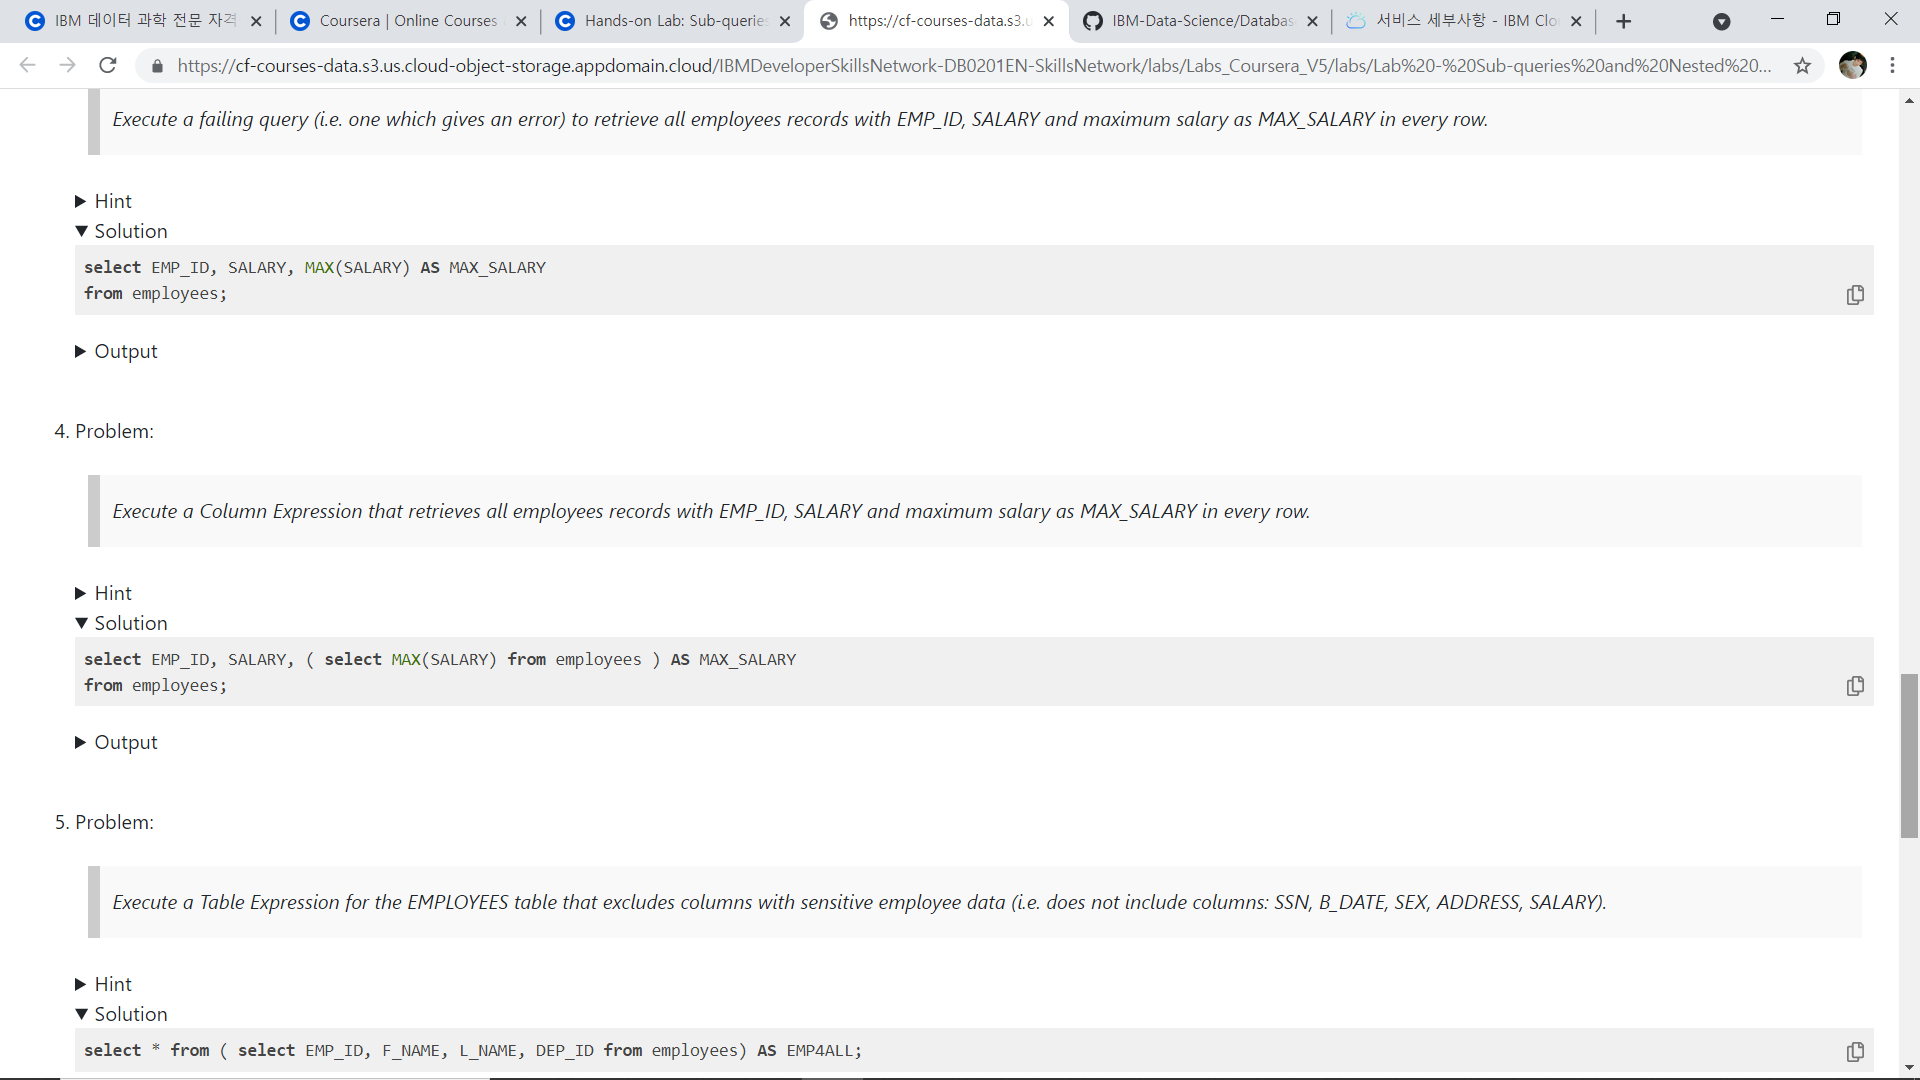 IBM 데이터 과학 전문 자격
Coursera | Online Courses
Hands-on Lab: Sub-queries
https://cf-courses-data.s3.u
IBM-Data-Science/Databas
서비스 세부사항 - IBM Clo
https://cf-courses-data.s3.us.cloud-object-storage.appdomain.cloud/IBMDeveloperSkillsNetwork-DB0201EN-SkillsNetwork/labs/Labs_Coursera_V5/labs/Lab%20-%20Sub-queries%20and%20Nested%20...
Execute a failing query (i.e. one which gives an error) to retrieve all employees records with EMP_ID, SALARY and maximum salary as MAX_SALARY in every row.
Hint
Solution
select EMP_ID, SALARY, MAX(SALARY) AS MAX_SALARY
from employees;
Output
4. Problem:
Execute a Column Expression that retrieves all employees records with EMP_ID, SALARY and maximum salary as MAX_SALARY in every row.
Hint
Solution
select EMP_ID, SALARY, ( select MAX(SALARY) from employees ) AS MAX_SALARY
from employees;
Output
5. Problem:
Execute a Table Expression for the EMPLOYEES table that excludes columns with sensitive employee data (i.e. does not include columns: SSN, B_DATE, SEX, ADDRESS, SALARY).
Hint
Solution
select * from ( select EMP_ID, F_NAME, L_NAME, DEP_ID from employees) AS EMP4ALL;